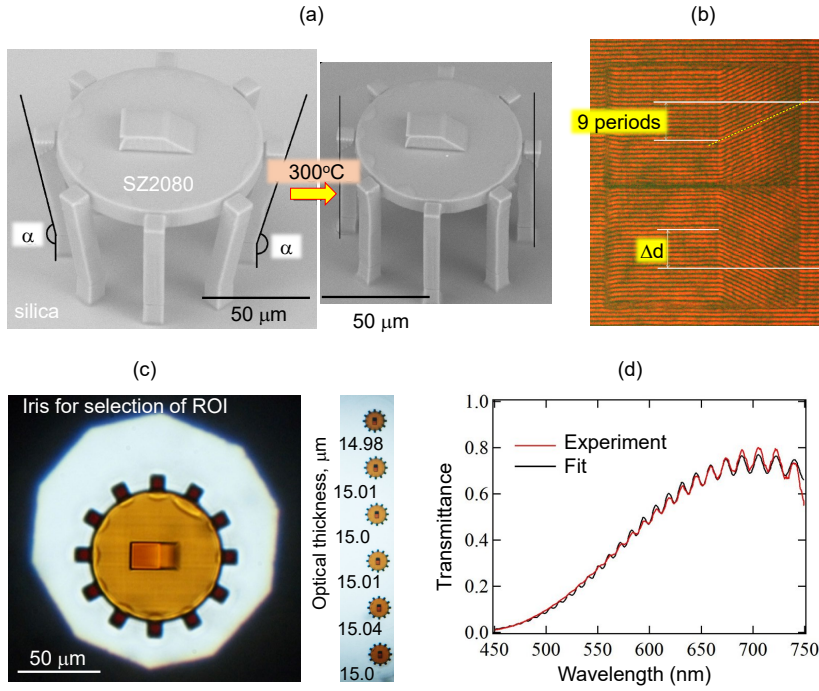 (a)
(b)
SZ2080
300°C
α
α
silica
50 μm
50 μm
9 periods
Δd
(c)
(d)
Iris for selection of ROI
50 μm
Optical thickness, μm
14.98
15.01
15.0
15.01
15.04
15.0
Transmittance
1.0
0.8
0.6
0.4
0.2
0.0
Experiment
Fit
450 500 550 600 650 700 750
Wavelength (nm)